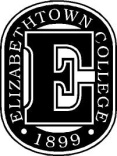 ELIZABETHTOWN COLLEGE
E
· 1899 ·